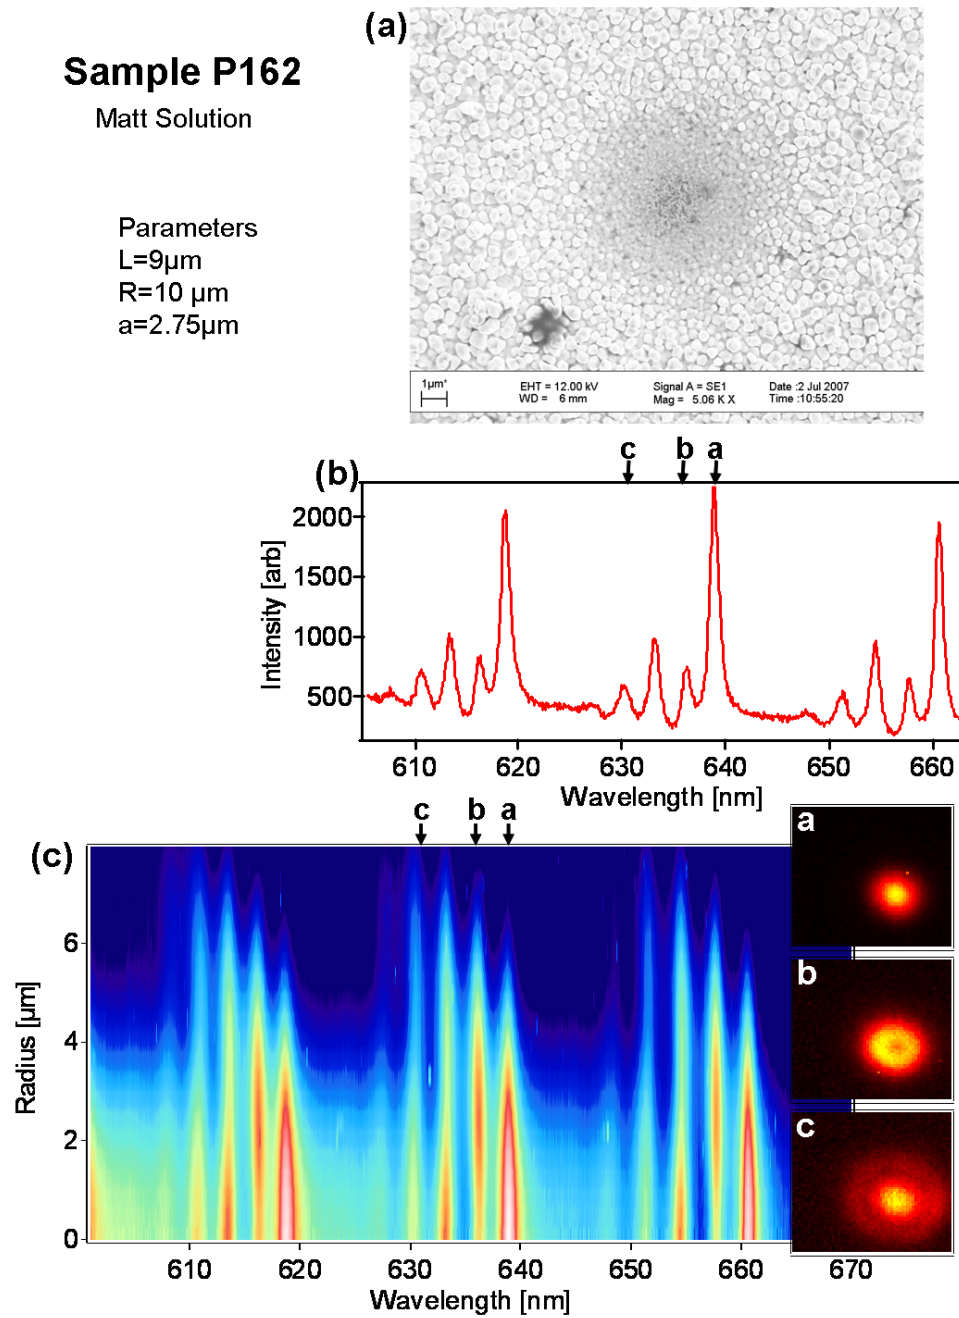 (a)
Sample P162
Matt Solution
Parameters
L=9µm
R=10 µm
a=2.75µm
1µm*
EHT = 12.00 kV
WD = 6 mm
Signal A = SE1
Mag = 5.06 K X
Date :2 Jul 2007
Time :10:55:20
(b)
c b a
Intensity [arb]
2000
1500
1000
500
610 620 630 640 650 660
Wavelength [nm]
(c)
c b a
Radius [µm]
6
4
2
0
610 620 630 640 650 660 670
Wavelength [nm]
a
b
c